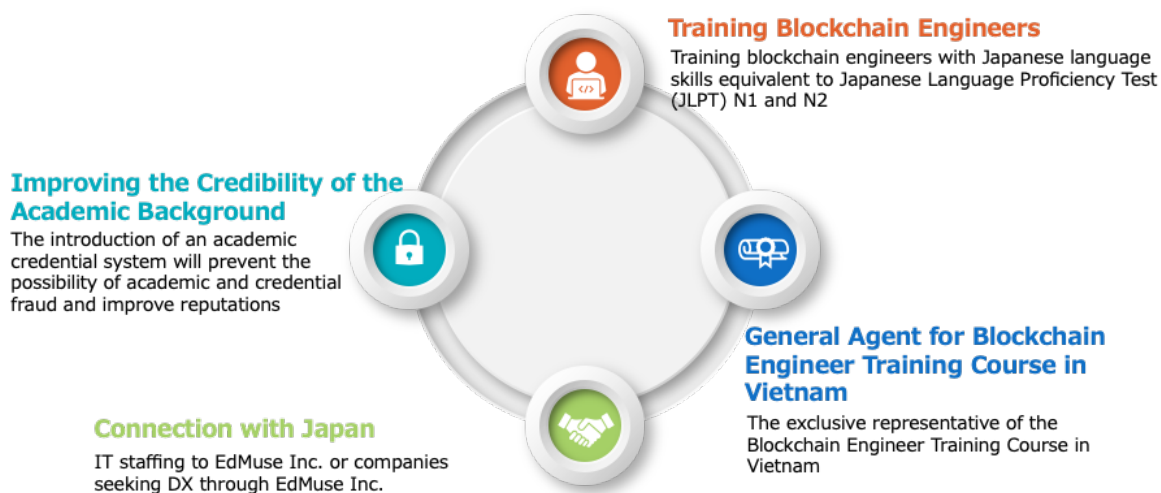 Training Blockchain Engineers
Training blockchain engineers with Japanese language
skills equivalent to Japanese Language Proficiency Test
(JLPT) N1 and N2
Improving the Credibility of the
Academic Background
The introduction of an academic
credential system will prevent the
possibility of academic and credential
fraud and improve reputations
General Agent for Blockchain
Engineer Training Course in
Vietnam
The exclusive representative of the
Blockchain Engineer Training Course in
Vietnam
Connection with Japan
IT staffing to EdMuse Inc. or companies
seeking DX through EdMuse Inc.